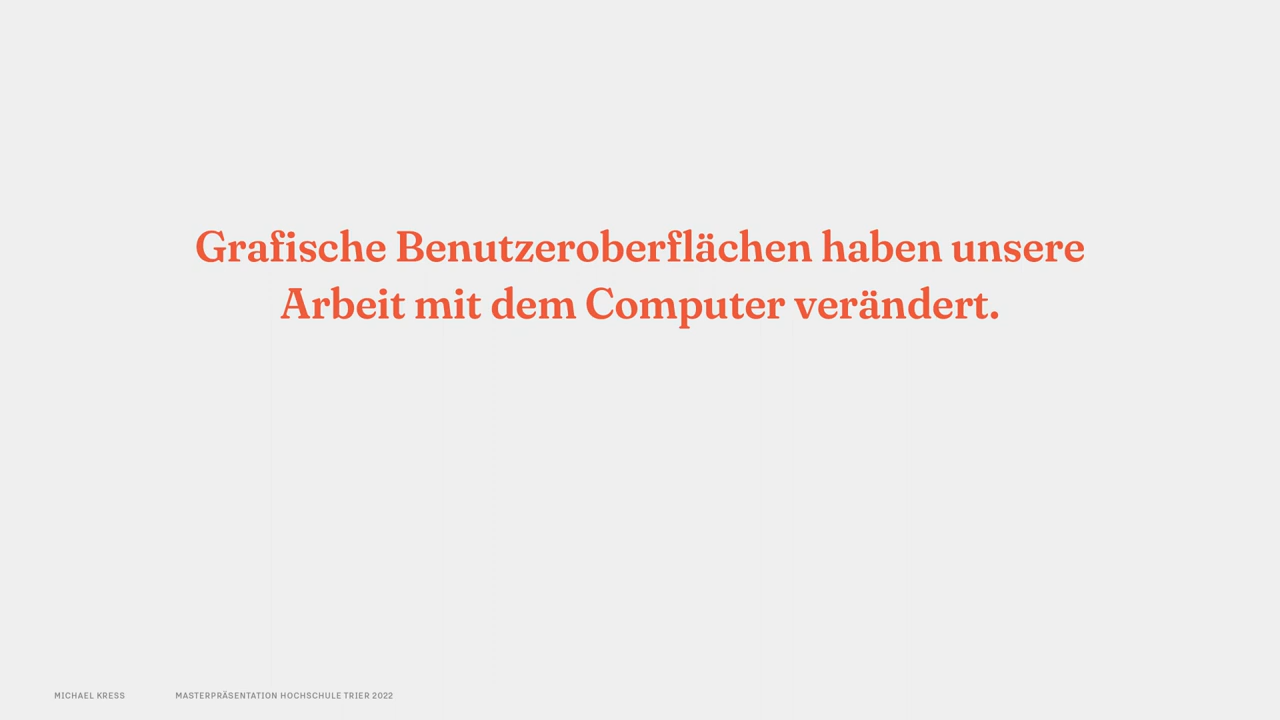 Grafische Benutzeroberflächen haben unsere
Arbeit mit dem Computer verändert.
MICHAEL KRESS MASTERPRÄSENTATION HOCHSCHULE TRIER 2022